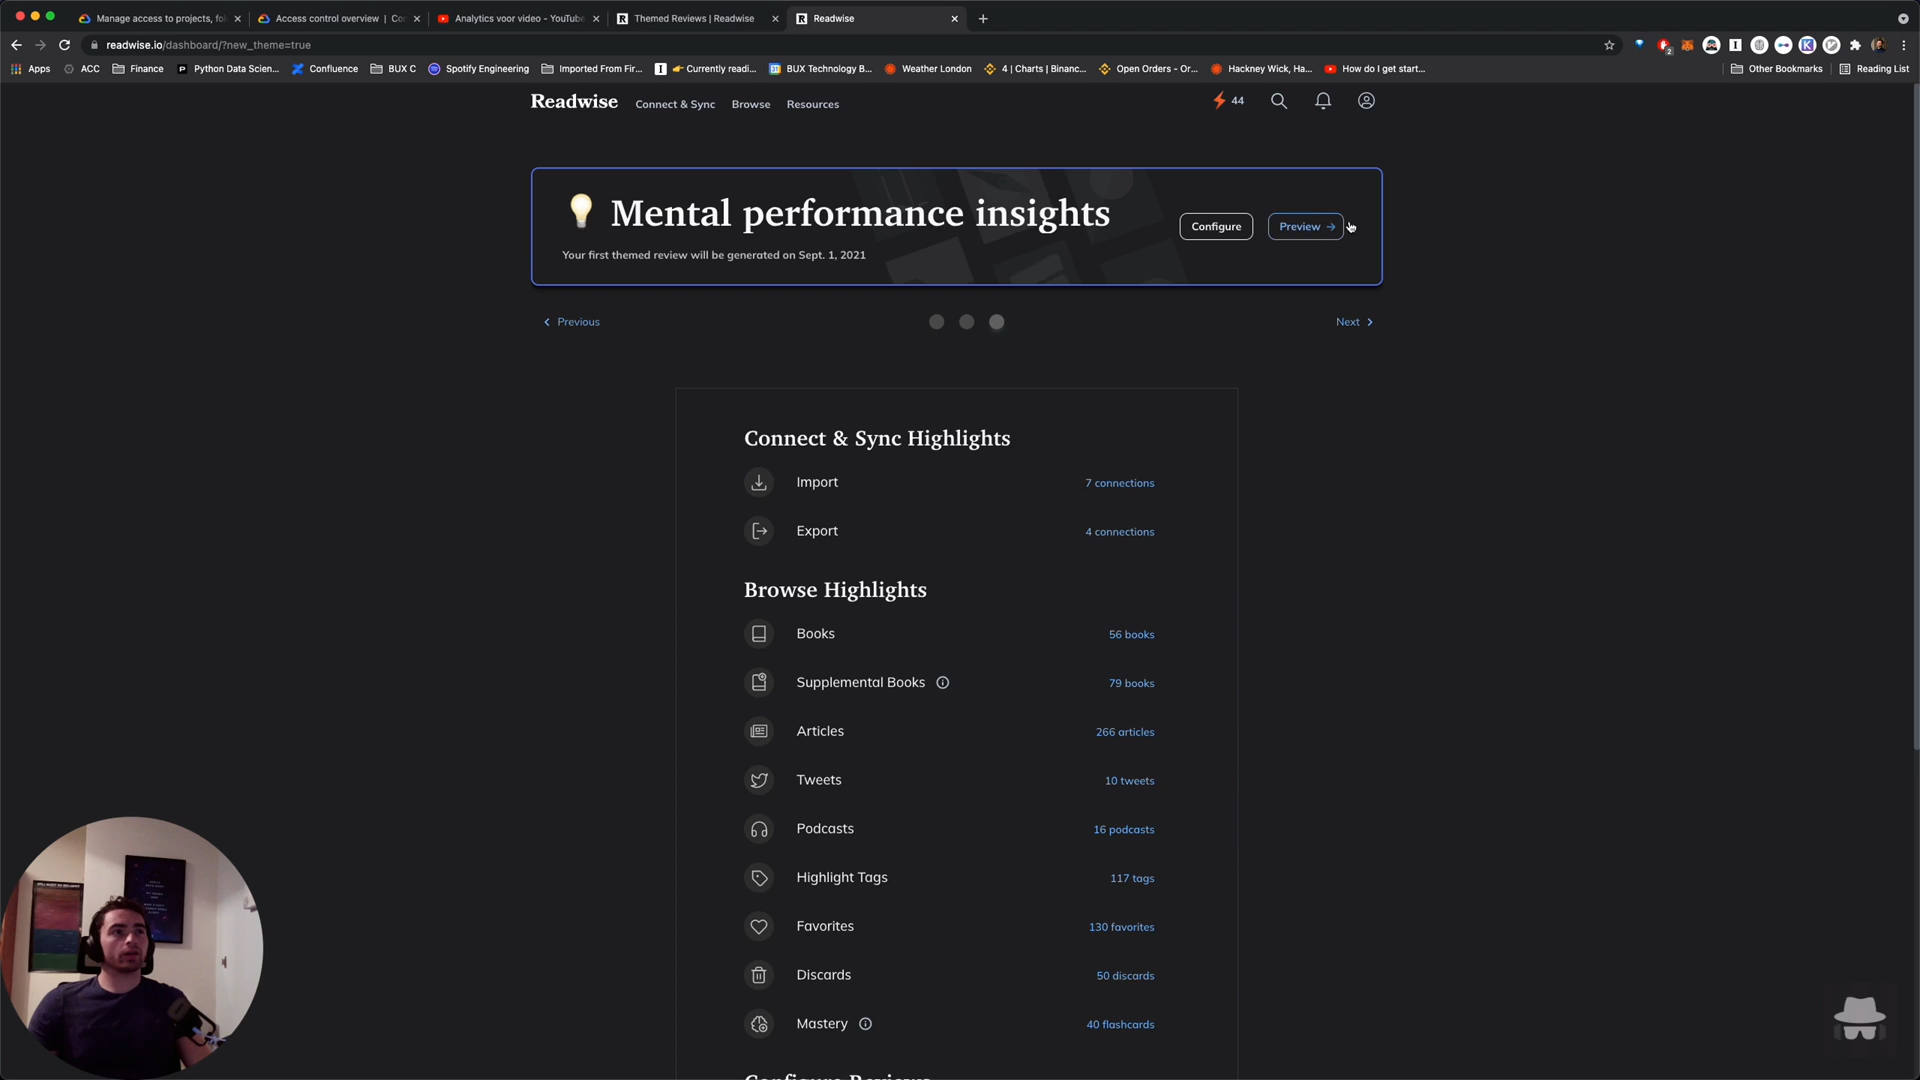 Manage access to projects, fol
Access control overview | Co
Analytics voor video - YouTube
Themed Reviews | Readwise
Readwise
readwise.io/dashboard/?new_theme=true
2
Apps
ACC
Finance
Python Data Scien...
Confluence
BUX C
Spotify Engineering
Imported From Fir...
👉 Currently readi...
BUX Technology B...
Weather London
4 | Charts | Binanc...
Open Orders - Or...
Hackney Wick, Ha...
How do I get start...
Other Bookmarks
Reading List
Readwise
Connect & Sync
Browse
Resources
44
💡 Mental performance insights
Your first themed review will be generated on Sept. 1, 2021
Configure
Preview →
Previous
Next
Connect & Sync Highlights
Import 7 connections
Export 4 connections
Browse Highlights
Books 56 books
Supplemental Books 79 books
Articles 266 articles
Tweets 10 tweets
Podcasts 16 podcasts
Highlight Tags 117 tags
Favorites 130 favorites
Discards 50 discards
Mastery 40 flashcards
Configure Reviews